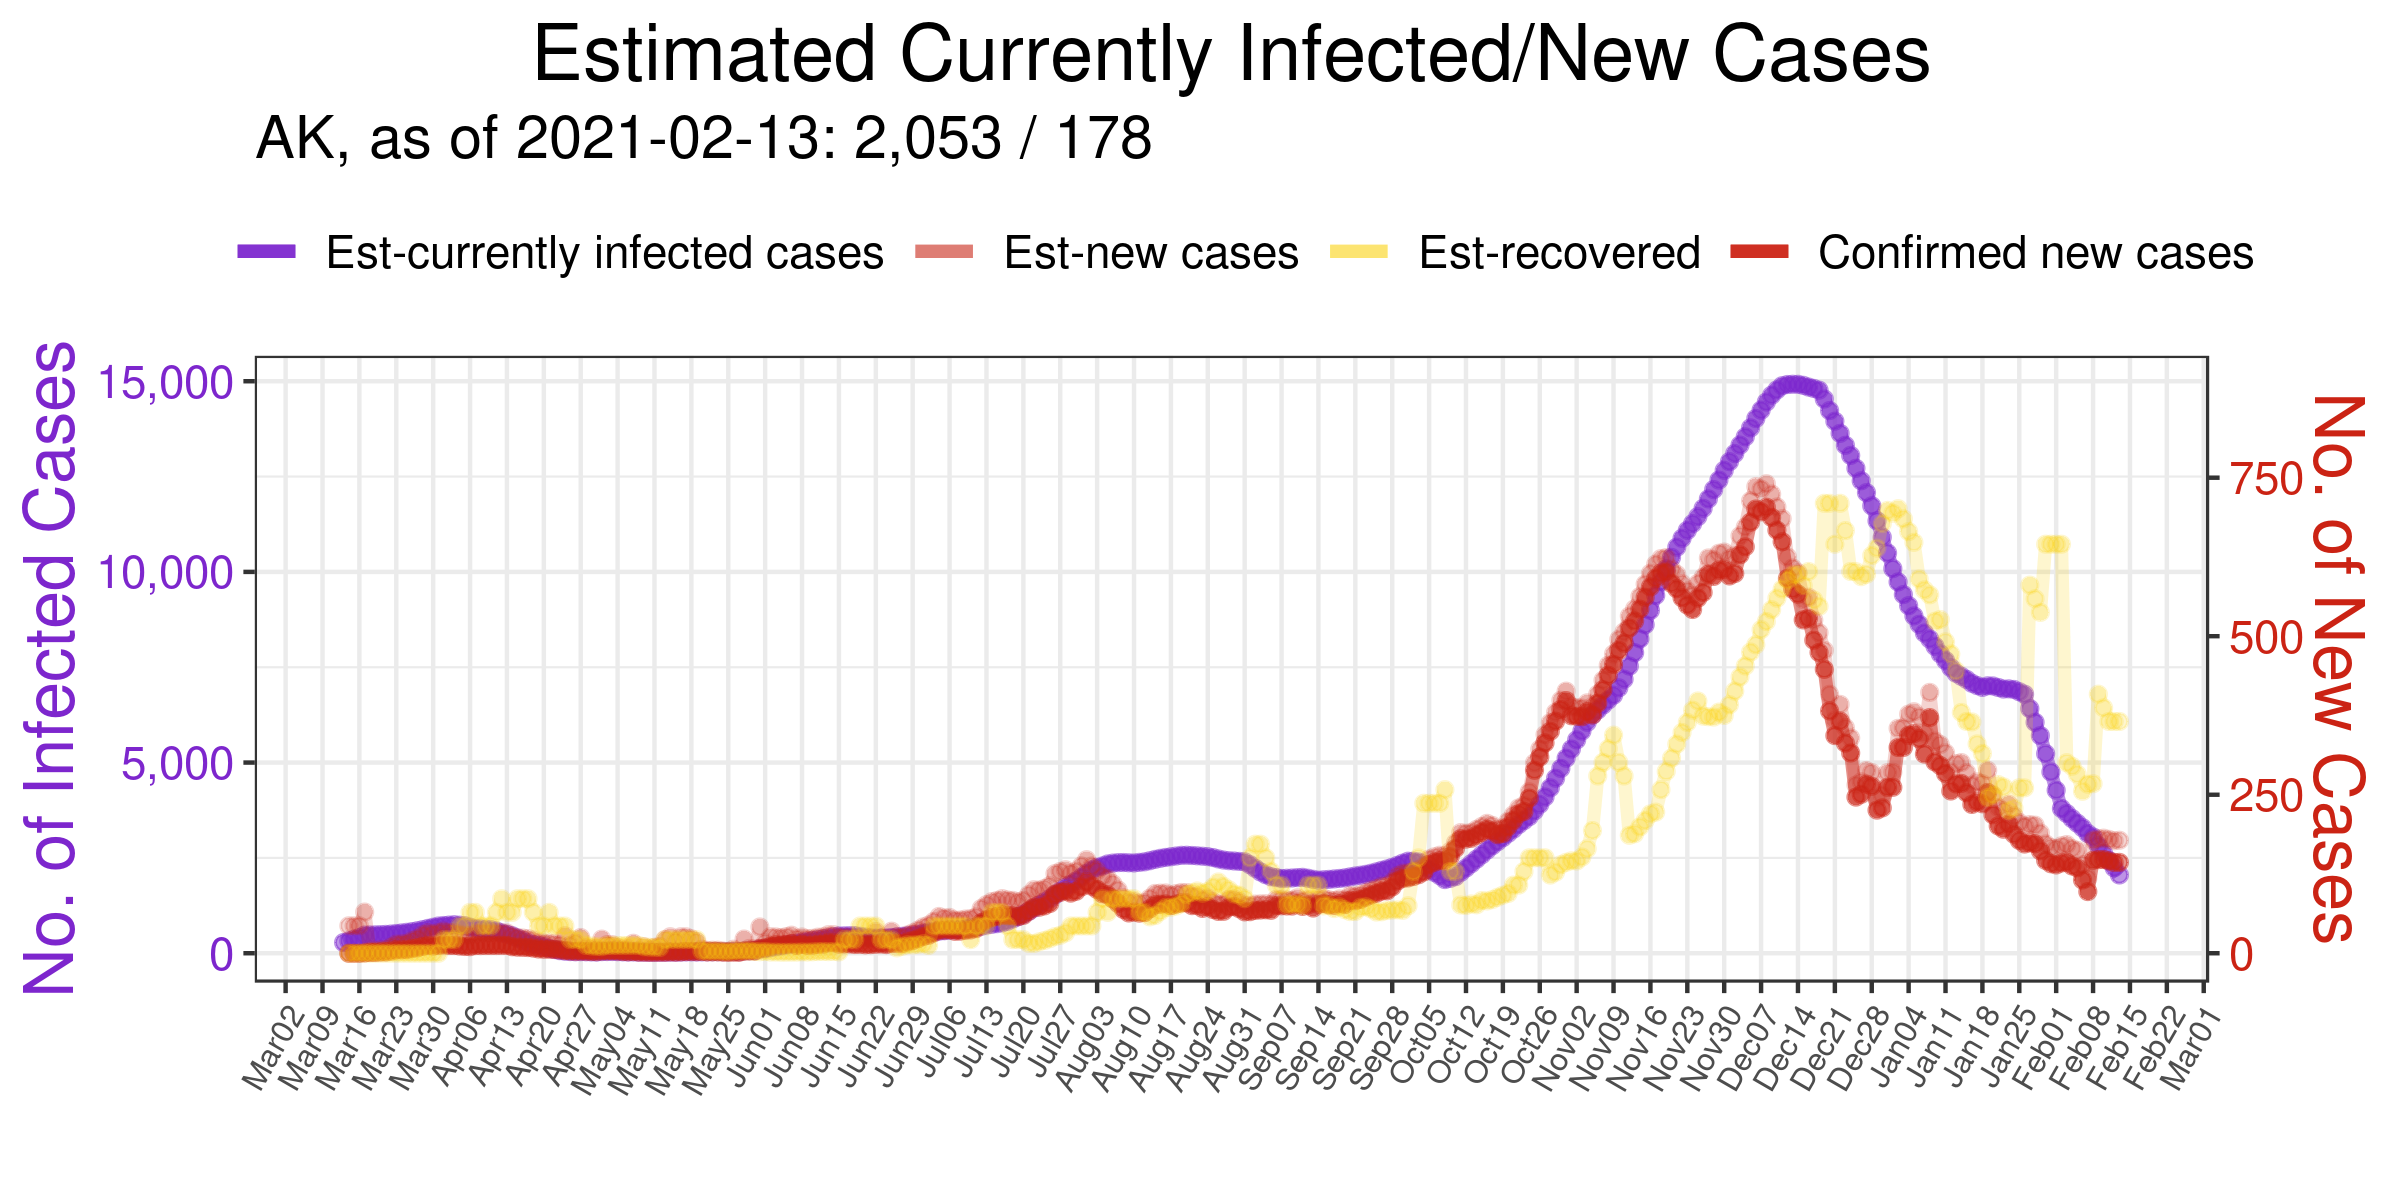 Estimated Currently Infected/New Cases
AK, as of 2021-02-13: 2,053 / 178
Est-currently infected cases Est-new cases Est-recovered Confirmed new cases
No. of Infected Cases
15,000
10,000
5,000
0
750
500
250
0
No. of New Cases
Mar02 Mar09 Mar16 Mar23 Mar30 Apr06 Apr13 Apr20 Apr27 May04 May11 May18 May25 Jun01 Jun08 Jun15 Jun22 Jun29 Jul06 Jul13 Jul20 Jul27 Aug03 Aug10 Aug17 Aug24 Aug31 Sep07 Sep14 Sep21 Sep28 Oct05 Oct12 Oct19 Oct26 Nov02 Nov09 Nov16 Nov23 Nov30 Dec07 Dec14 Dec21 Dec28 Jan04 Jan11 Jan18 Jan25 Feb01 Feb08 Feb15 Feb22 Mar01